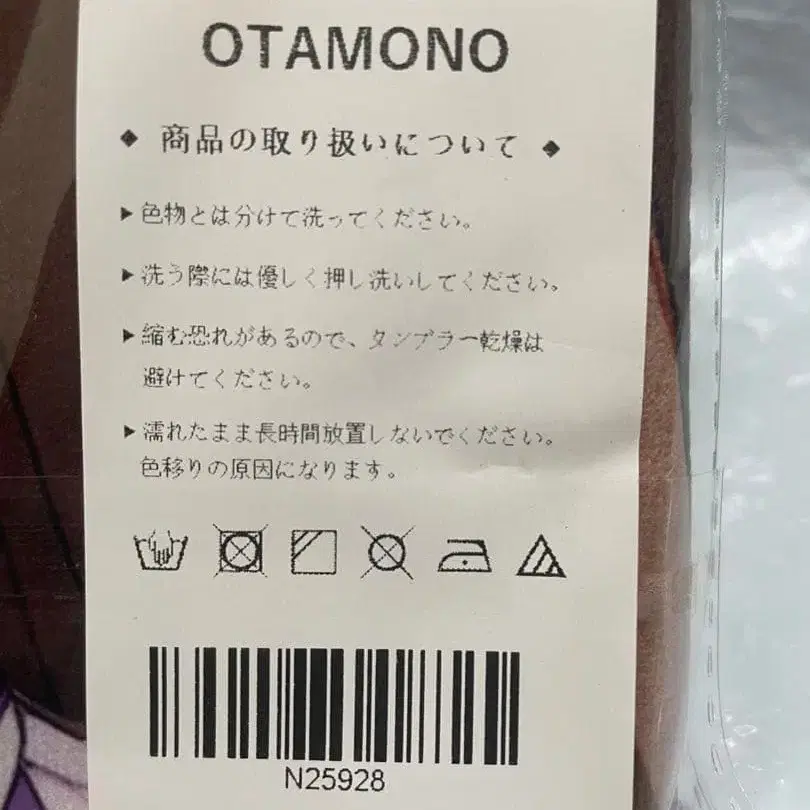 OTAMONO
◆ 商品の取り扱いについて ◆
▶色物とは分けて洗ってください。
▶洗う際には優しく押し洗いしてください。
▶縮む恐れがあるので、タンブラー乾燥は
避けてください。
▶濡れたまま長時間放置しないでください。
色移りの原因になります。
N25928